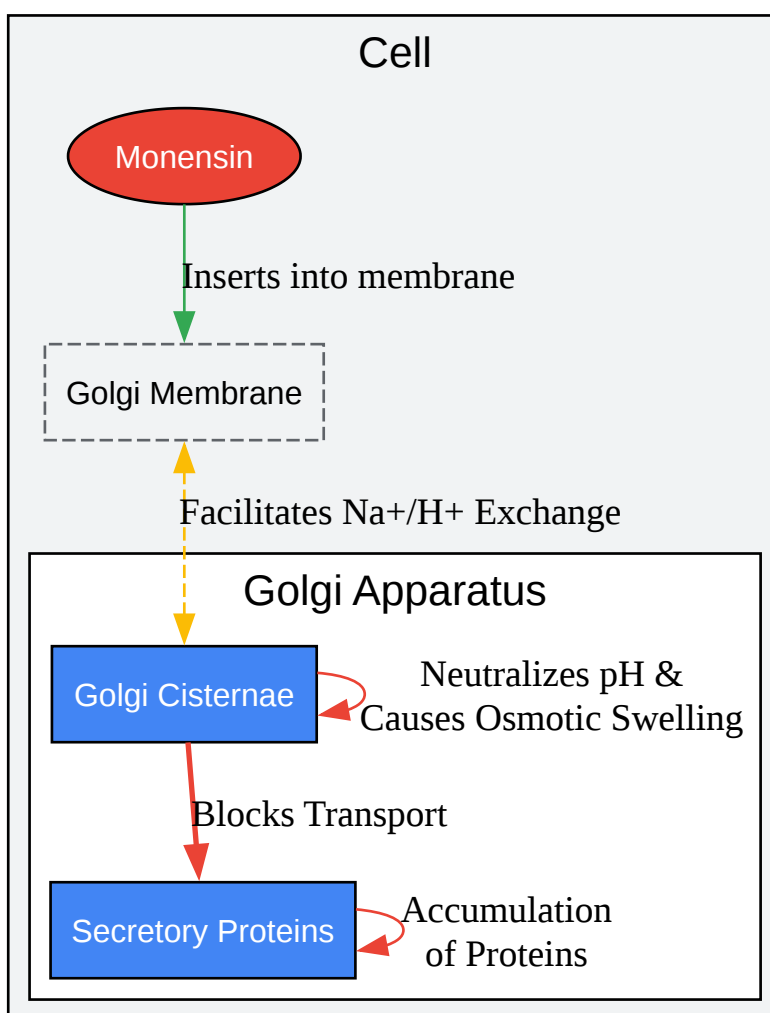 Cell
Monensin
Inserts into membrane
Golgi Membrane
Facilitates Na+/H+ Exchange
Golgi Apparatus
Golgi Cisternae
Neutralizes pH &
Causes Osmotic Swelling
Blocks Transport
Secretory Proteins
Accumulation
of Proteins